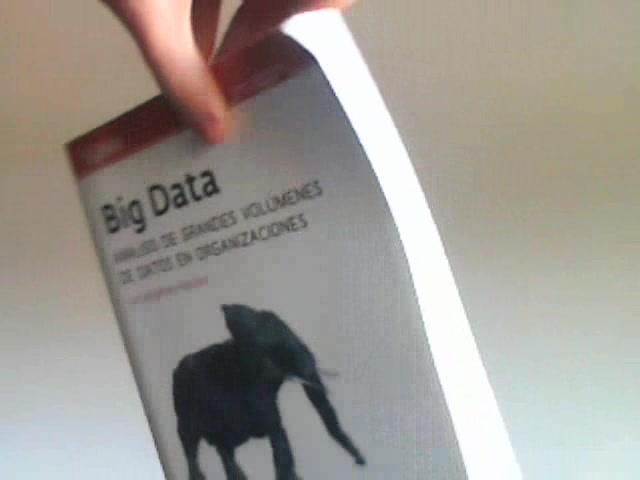 Big Data
ANÁLISIS DE GRANDES VOLÚMENES
DE DATOS EN ORGANIZACIONES